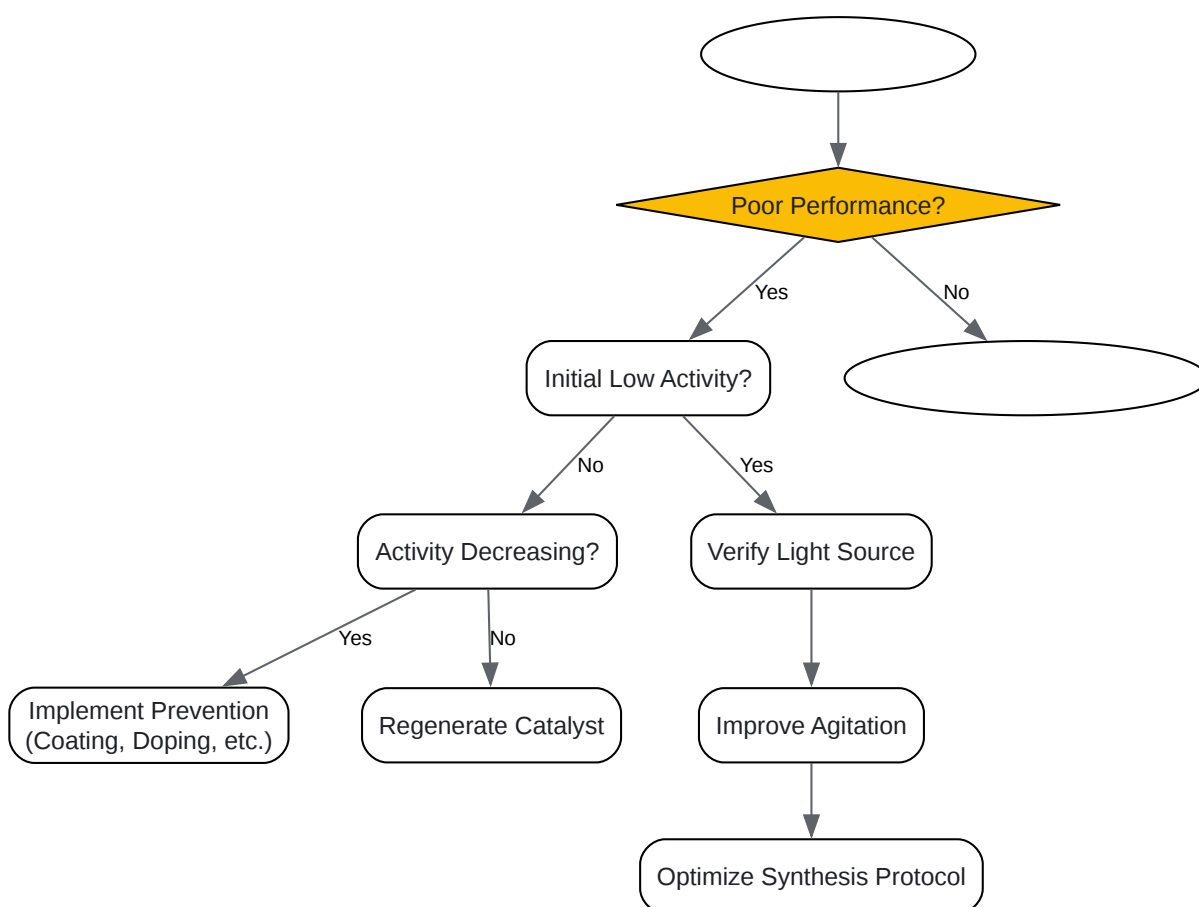 Poor Performance?
Yes
No
Initial Low Activity?
No
Yes
Activity Decreasing?
Verify Light Source
Yes
No
Implement Prevention
(Coating, Doping, etc.)
Regenerate Catalyst
Improve Agitation
Optimize Synthesis Protocol